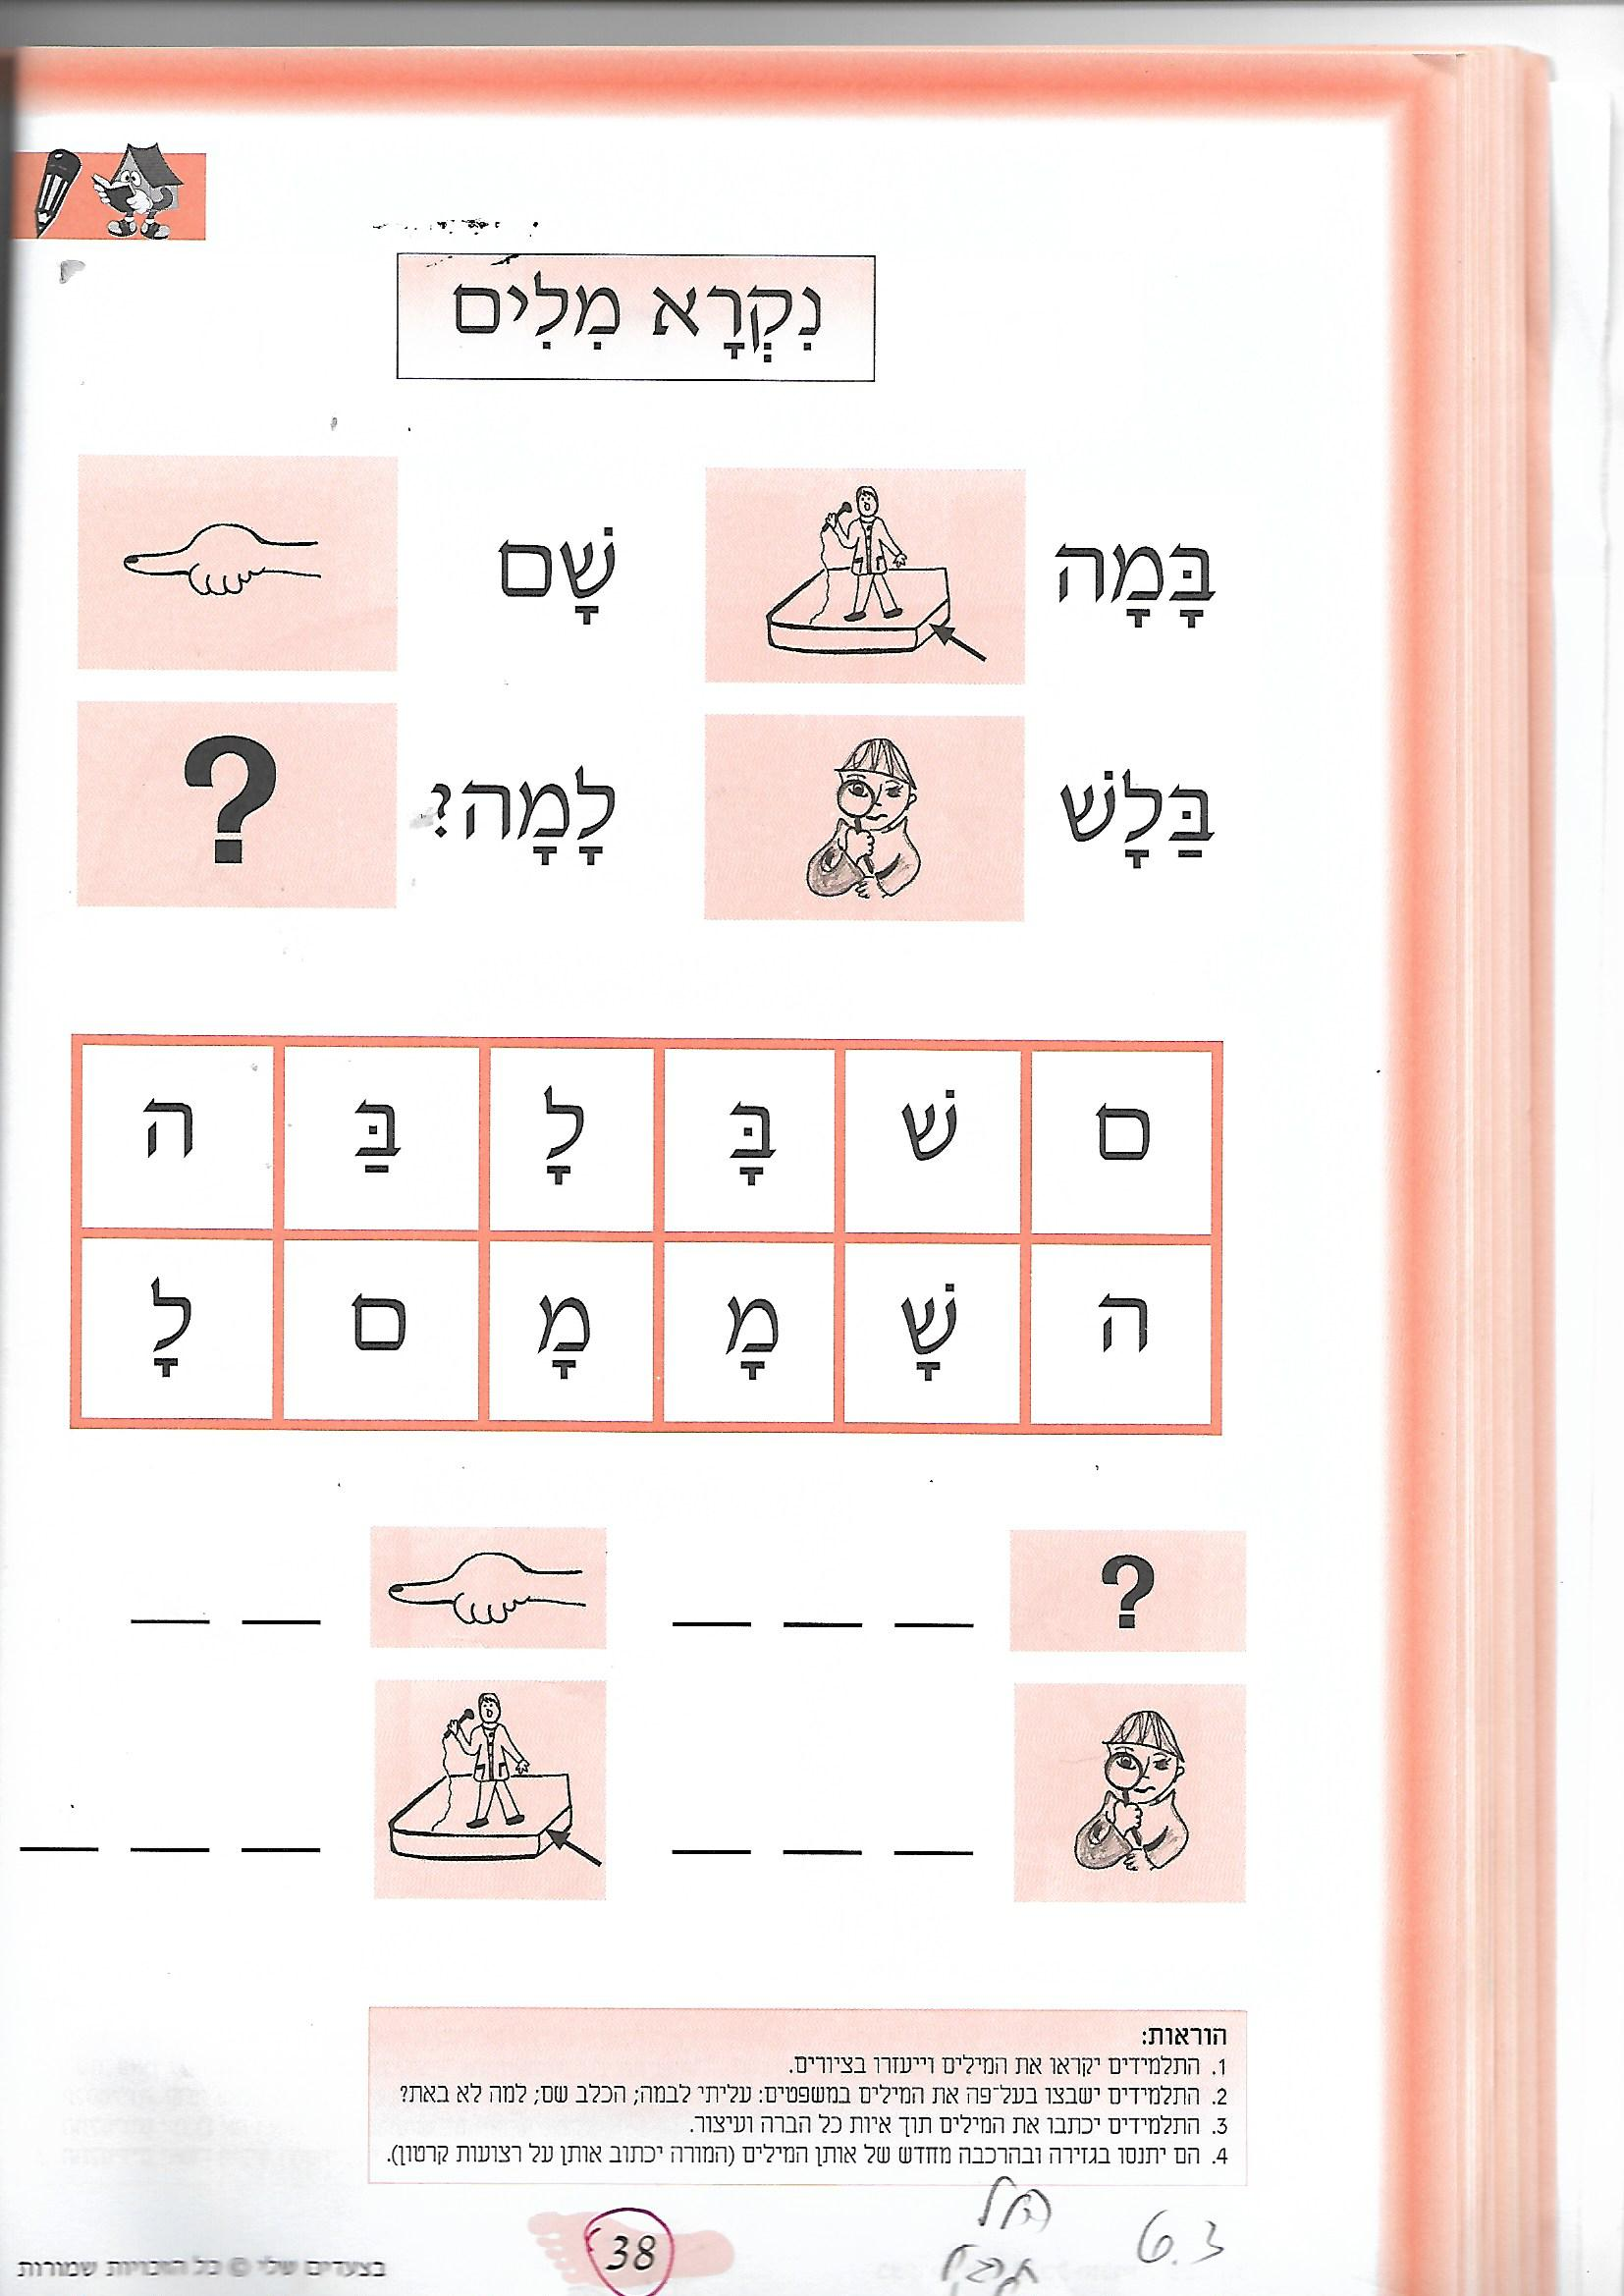 נִקְרָא מִלִים
בָּמָה שָׁם
בַּלָשׁ לָמָה?
?
ם שׁ בָּ לָ בַּ ה
ה שָׁ מָ מָ ם לָ
?
הוראות:
1. התלמידים יקראו את המילים וייעזרו בציורים.
2. התלמידים ישבצו בעל־פה את המילים במשפטים: עליתי לבמה; הכלב שם; למה לא באת?
3. התלמידים יכתבו את המילים תוך איות כל הברה ועיצור.
4. הם יתנסו בגזירה ובהרכבה מחדש של אותן המילים (המורה יכתוב אותן על רצועות קרטון).
6.3
38
בצעדים שלי © כל הזכויות שמורות